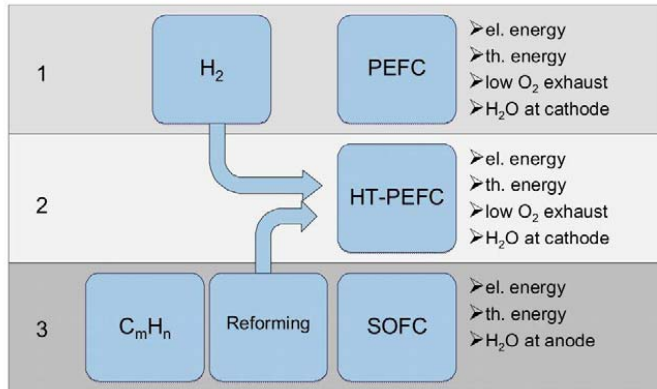 1
H₂
PEFC
➢el. energy
➢th. energy
➢low O₂ exhaust
➢H₂O at cathode
2
HT-PEFC
➢el. energy
➢th. energy
➢low O₂ exhaust
➢H₂O at cathode
3
CₘHₙ
Reforming
SOFC
➢el. energy
➢th. energy
➢H₂O at anode